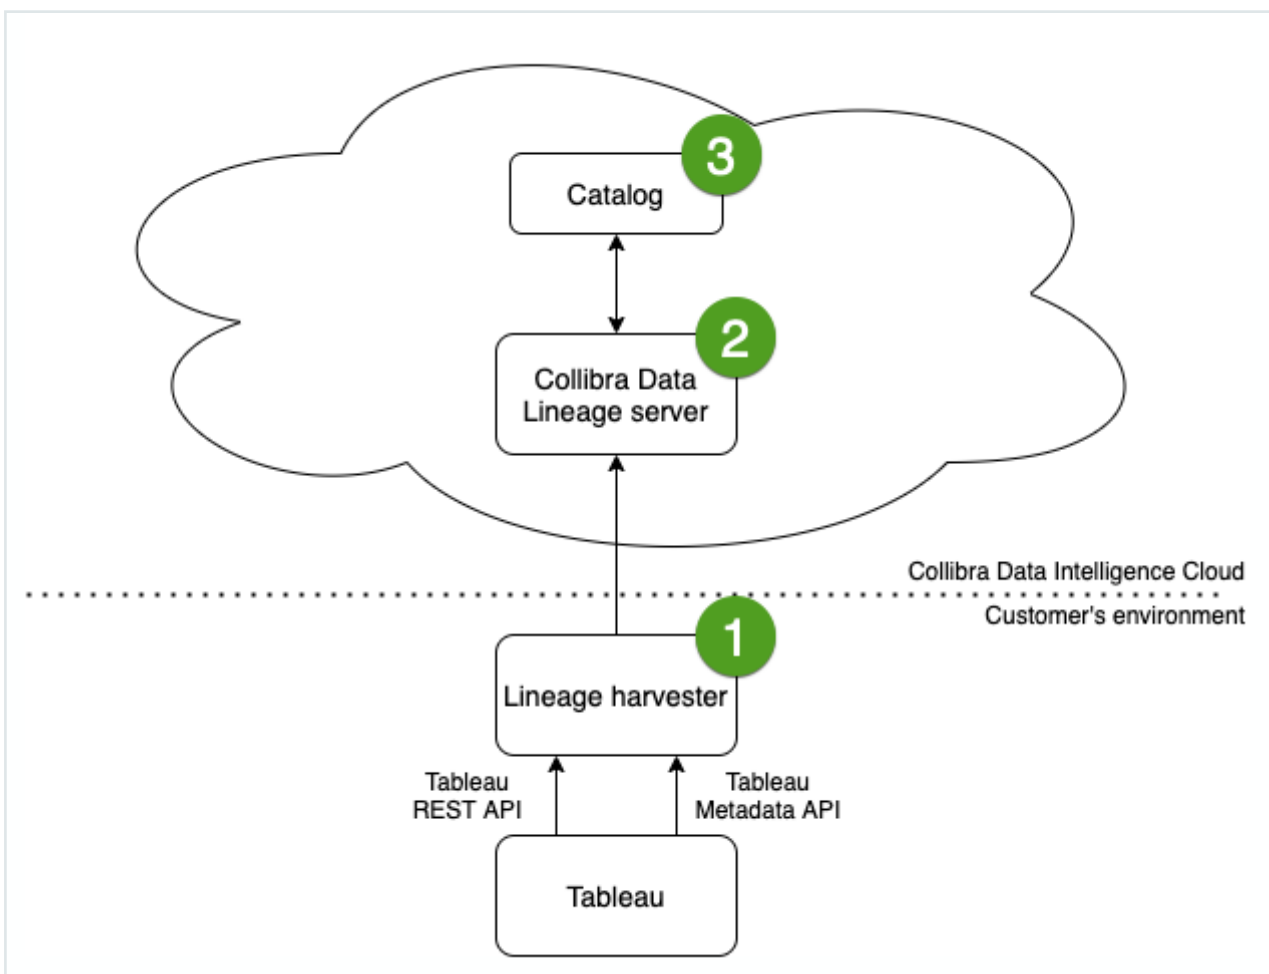 3
Catalog
2
Collibra Data
Lineage server
Collibra Data Intelligence Cloud
Customer's environment
1
Lineage harvester
Tableau
REST API
Tableau
Metadata API
Tableau